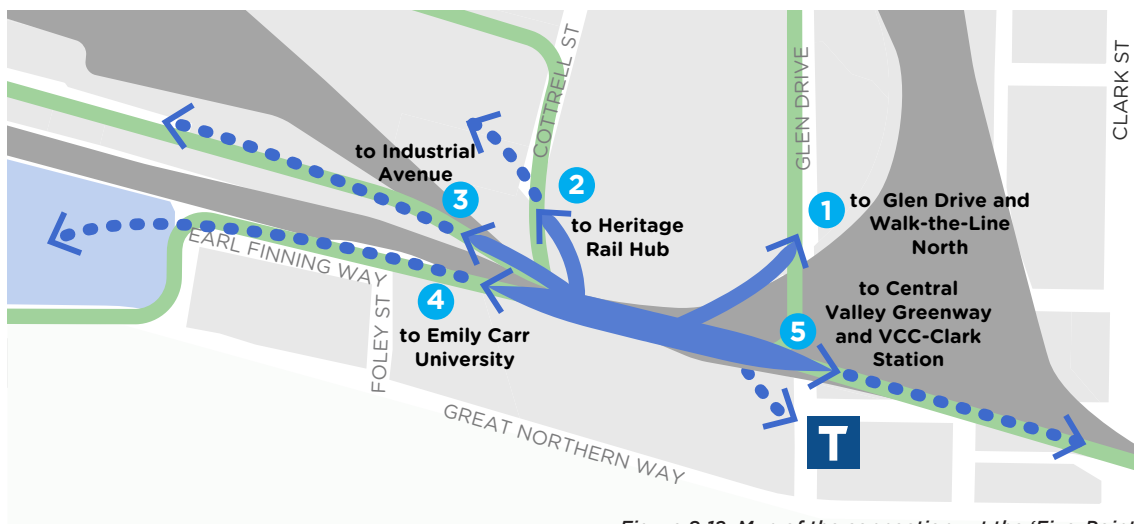 COTTRELL ST
GLEN DRIVE
CLARK ST
to Industrial
Avenue
3
2
to Heritage
Rail Hub
1
to Glen Drive and
Walk-the-Line
North
EARL FINNING WAY
4
to Emily Carr
University
FOLEY ST
5
to Central
Valley Greenway
and VCC-Clark
Station
GREAT NORTHERN WAY
T